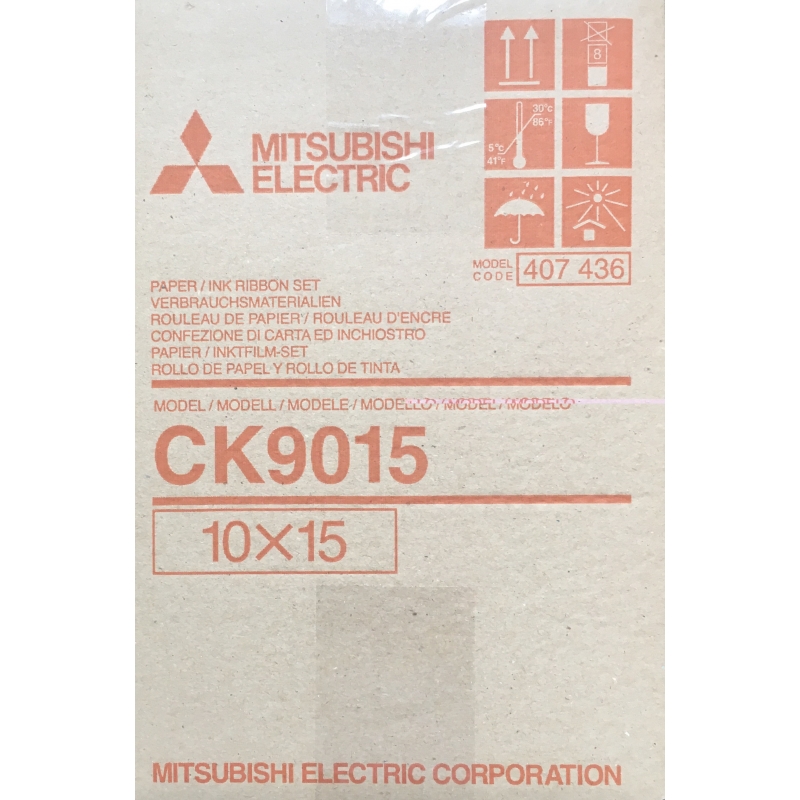 8
30°C
86°F
5°C
41°F
MITSUBISHI
ELECTRIC
MODEL
CODE
407 436
PAPER / INK RIBBON SET
VERBRAUCHSMATERIALIEN
ROULEAU DE PAPIER / ROULEAU D'ENCRE
CONFEZIONE DI CARTA ED INCHIOSTRO
PAPIER / INKTFILM-SET
ROLLO DE PAPEL Y ROLLO DE TINTA
MODEL / MODELL / MODELE / MODELLO / MODEL / MODELO
CK9015
10×15
MITSUBISHI ELECTRIC CORPORATION